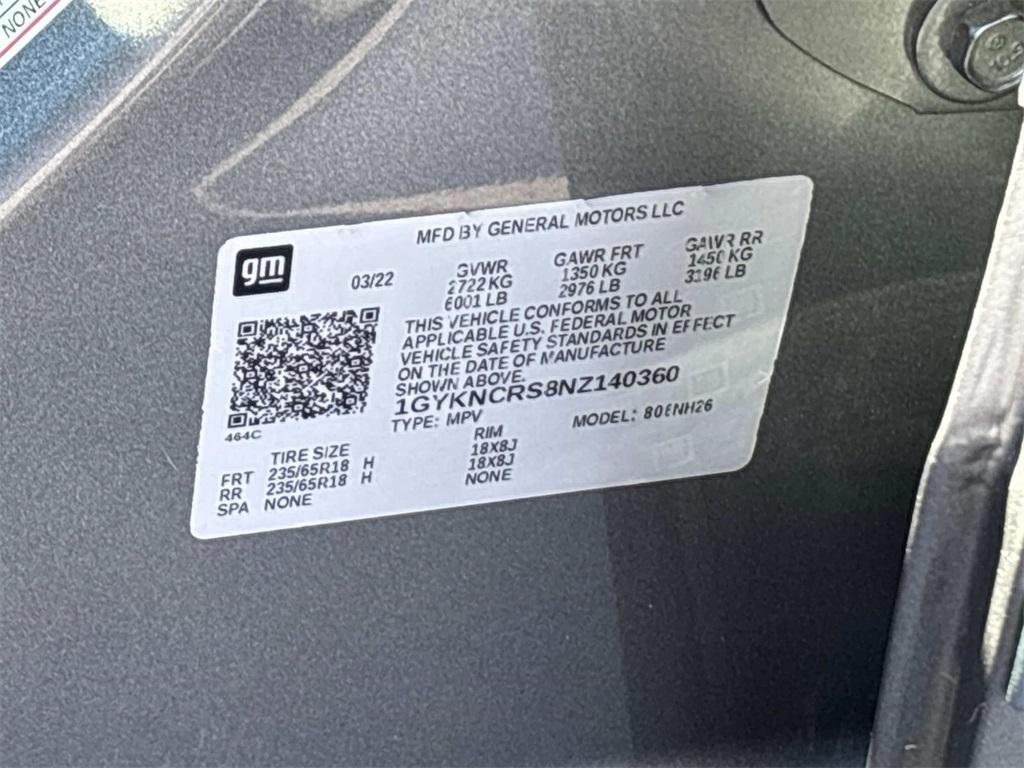 NONE
gm
MFD BY GENERAL MOTORS LLC
03/22
GVWR
2722 KG
6001 LB
GAWR FRT
1350 KG
2976 LB
GAWR RR
1450 KG
3196 LB
THIS VEHICLE CONFORMS TO ALL
APPLICABLE U.S. FEDERAL MOTOR
VEHICLE SAFETY STANDARDS IN EFFECT
ON THE DATE OF MANUFACTURE
SHOWN ABOVE.
1GYKNCRS8NZ140360
TYPE: MPV
MODEL:
464C
TIRE SIZE
RIM
FRT 235/65R18 H 18X8J
RR 235/65R18 H 18X8J
SPA NONE NONE